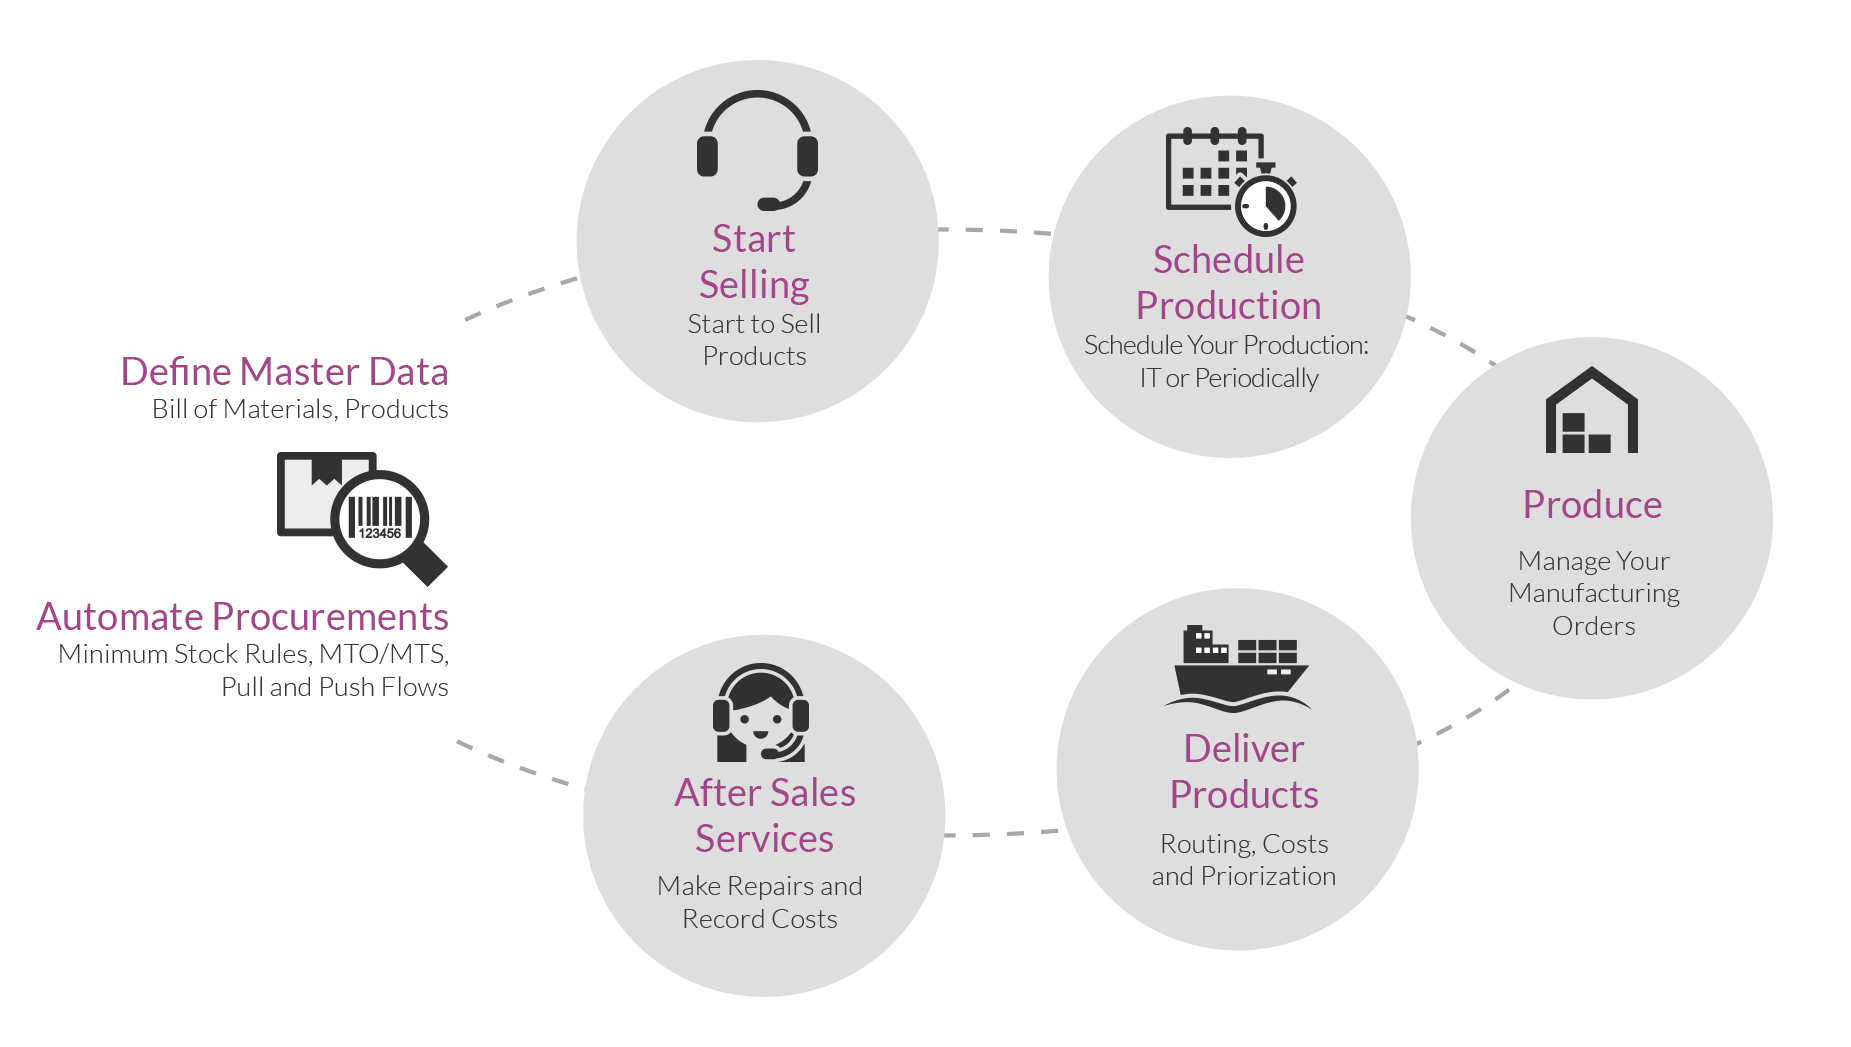 Define Master Data
Bill of Materials, Products
123456
Automate Procurements
Minimum Stock Rules, MTO/MTS,
Pull and Push Flows
Start
Selling
Start to Sell
Products
Schedule
Production
Schedule Your Production:
IT or Periodically
Produce
Manage Your
Manufacturing
Orders
Deliver
Products
Routing, Costs
and Priorization
After Sales
Services
Make Repairs and
Record Costs